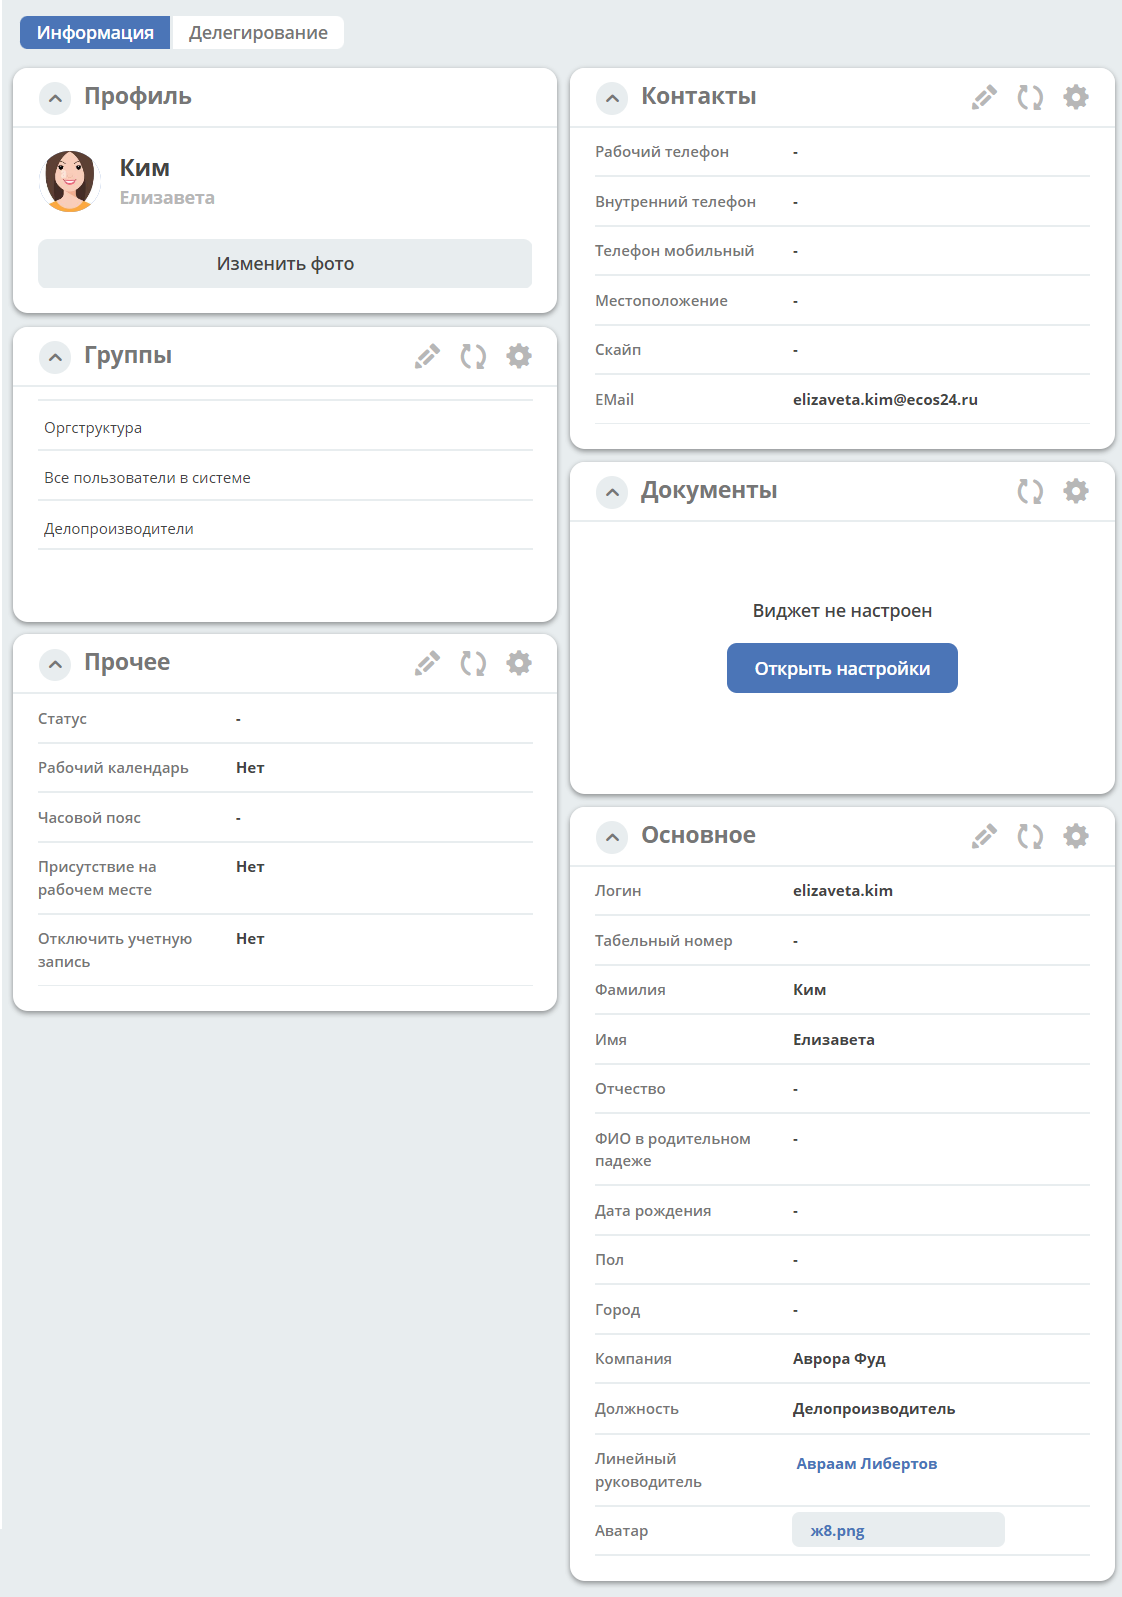 Информация
Делегирование
Профиль
Ким
Елизавета
Изменить фото
Группы
Оргструктура
Все пользователи в системе
Делопроизводители
Прочее
Статус -
Рабочий календарь Нет
Часовой пояс -
Присутствие на Нет
рабочем месте
Отключить учетную Нет
запись
Контакты
Рабочий телефон -
Внутренний телефон -
Телефон мобильный -
Местоположение -
Скайп -
EMail elizaveta.kim@ecos24.ru
Документы
Виджет не настроен
Открыть настройки
Основное
Логин elizaveta.kim
Табельный номер -
Фамилия Ким
Имя Елизавета
Отчество -
ФИО в родительном -
падеже
Дата рождения -
Пол -
Город -
Компания Аврора Фуд
Должность Делопроизводитель
Линейный Авраам Либертов
руководитель
Аватар ж8.png